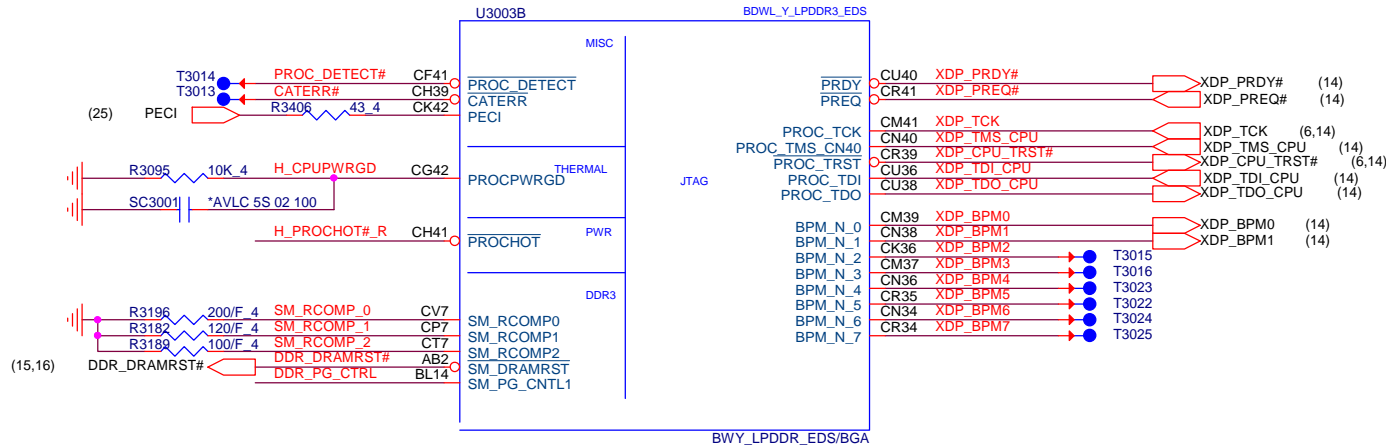 U3003B BDWL_Y_LPDDR3_EDS
MISC
T3014 PROC_DETECT# CF41 PROC_DETECT
T3013 CATERR# CH39 CATERR
(25) PECI R3406 43_4 CK42 PECI
R3095 10K_4 H_CPUPWRGD CG42 PROCPWRGD
THERMAL
SC3001 *AVLC 5S 02 100
H_PROCHOT#_R CH41 PROCHOT
PWR
DDR3
R3196 200/F_4 SM_RCOMP_0 CV7 SM_RCOMP0
R3182 120/F_4 SM_RCOMP_1 CP7 SM_RCOMP1
R3189 100/F_4 SM_RCOMP_2 CT7 SM_RCOMP2
(15,16) DDR_DRAMRST# DDR_DRAMRST# AB2 SM_DRAMRST
DDR_PG_CTRL BL14 SM_PG_CNTL1
JTAG
PRDY CU40 XDP_PRDY# XDP_PRDY# (14)
PREQ CR41 XDP_PREQ# XDP_PREQ# (14)
PROC_TCK CM41 XDP_TCK XDP_TCK (6,14)
PROC_TMS_CN40 CN40 XDP_TMS_CPU XDP_TMS_CPU (14)
PROC_TRST CR39 XDP_CPU_TRST# XDP_CPU_TRST# (6,14)
PROC_TDI CU36 XDP_TDI_CPU XDP_TDI_CPU (14)
PROC_TDO CU38 XDP_TDO_CPU XDP_TDO_CPU (14)
BPM_N_0 CM39 XDP_BPM0 XDP_BPM0 (14)
BPM_N_1 CN38 XDP_BPM1 XDP_BPM1 (14)
BPM_N_2 CK36 XDP_BPM2 T3015
BPM_N_3 CM37 XDP_BPM3 T3016
BPM_N_4 CN36 XDP_BPM4 T3023
BPM_N_5 CR35 XDP_BPM5 T3022
BPM_N_6 CN34 XDP_BPM6 T3024
BPM_N_7 CR34 XDP_BPM7 T3025
BWY_LPDDR_EDS/BGA